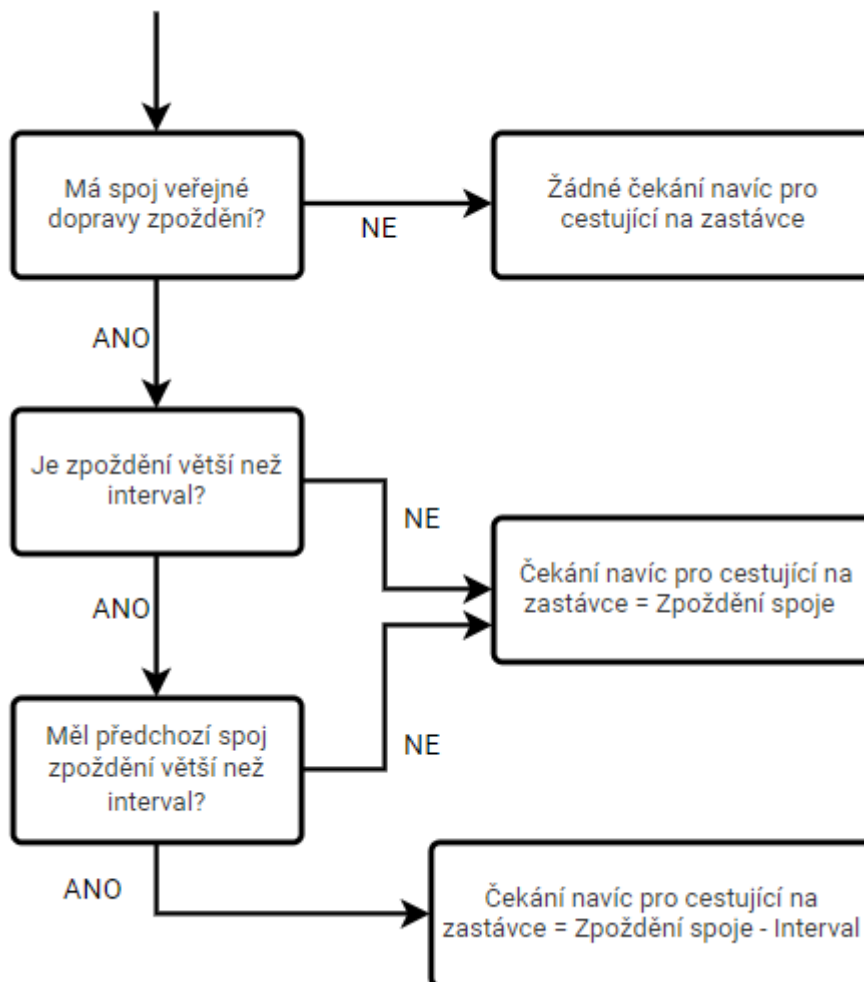 Má spoj veřejné
dopravy zpoždění?
NE
Žádné čekání navíc pro
cestující na zastávce
ANO
Je zpoždění větší než
interval?
NE
Čekání navíc pro cestující na
zastávce = Zpoždění spoje
ANO
Měl předchozí spoj
zpoždění větší než
interval?
NE
ANO
Čekání navíc pro cestující na
zastávce = Zpoždění spoje - Interval